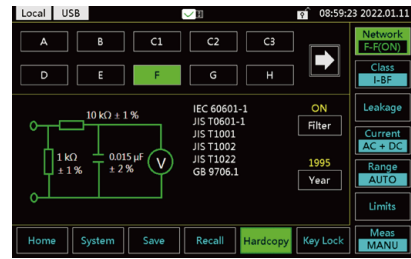 Local USB 08:59:23 2022.01.11
A B C1 C2 C3
D E F G H
10 kΩ ± 1 %
1 kΩ
± 1 %
0.015 µF
± 2 %
V
IEC 60601-1
JIS T0601-1
JIS T1001
JIS T1002
JIS T1022
GB 9706.1
ON
Filter
1995
Year
Network
F-F(ON)
Class
I-BF
Leakage
Current
AC + DC
Range
AUTO
Limits
Meas
MANU
Home System Save Recall Hardcopy Key Lock